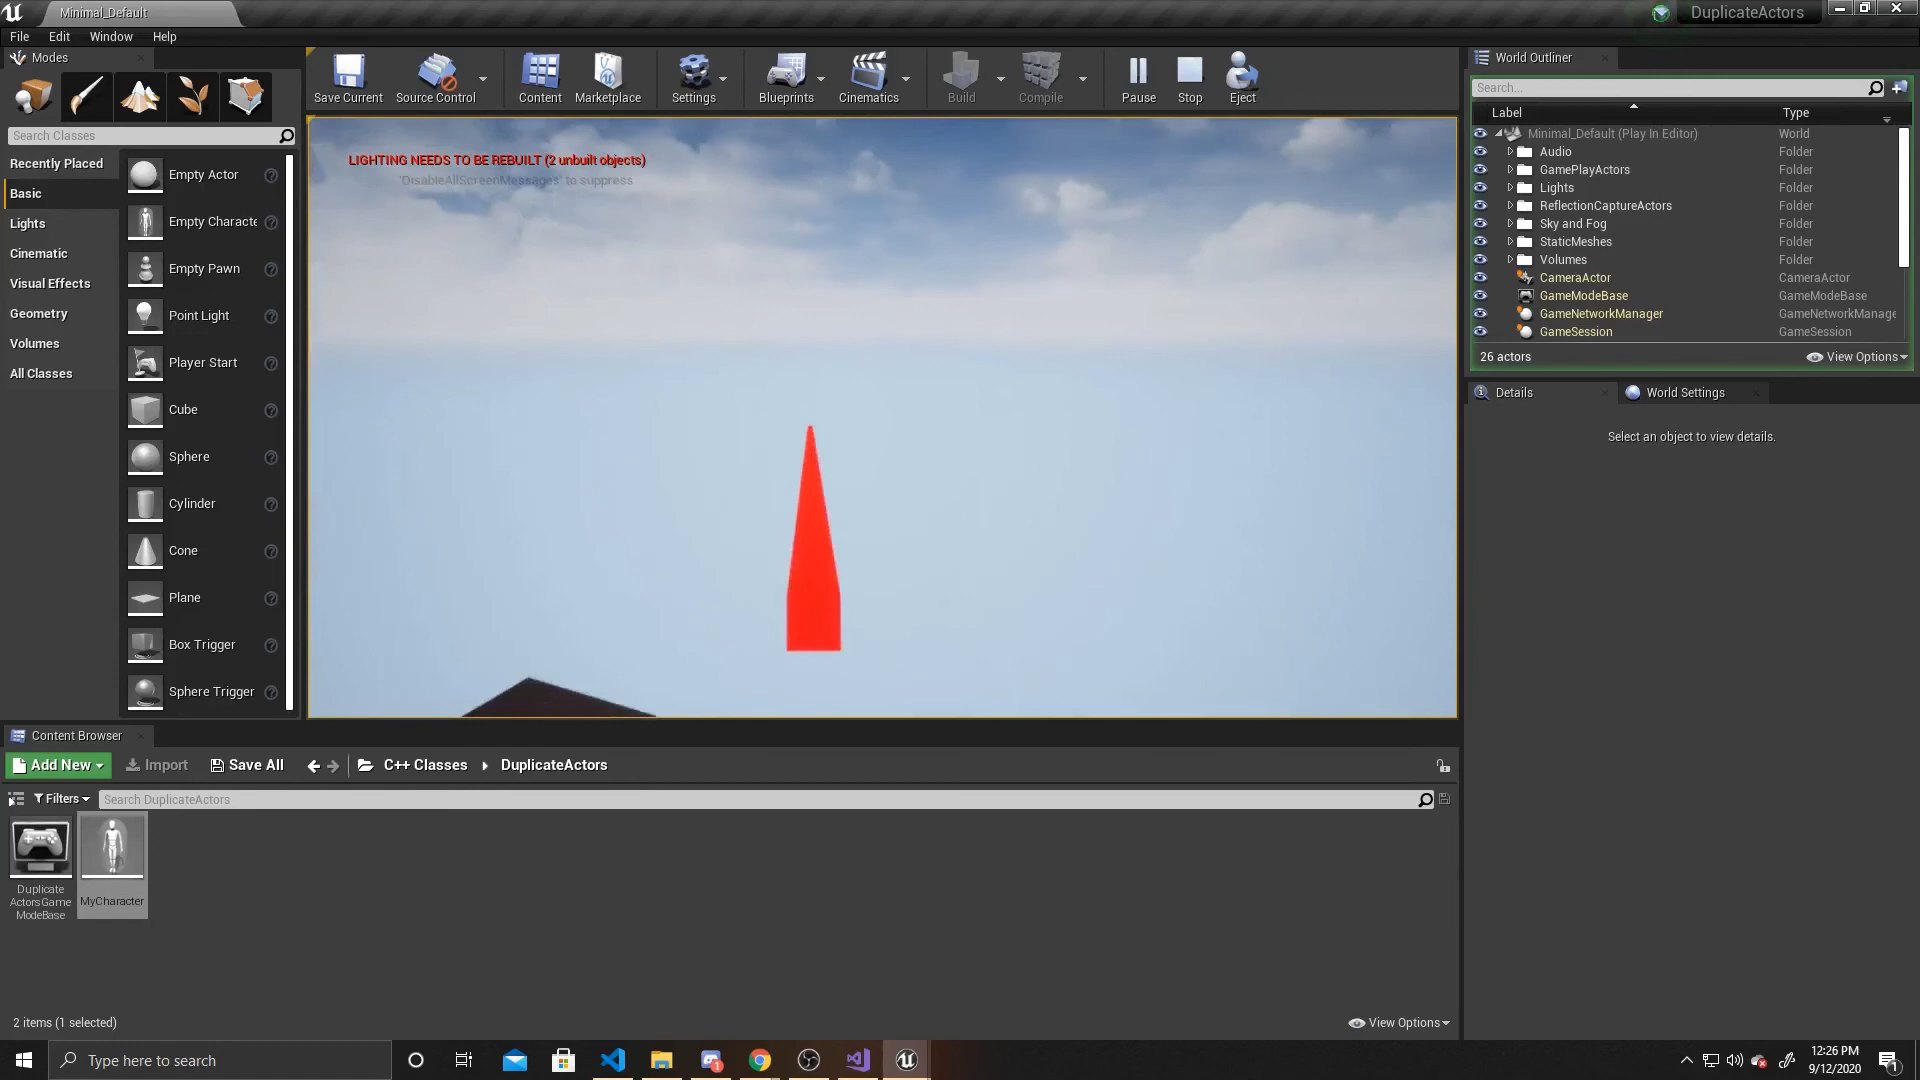 Minimal_Default
DuplicateActors
File Edit Window Help
Modes
Save Current
Source Control
Content
Marketplace
Settings
Blueprints
Cinematics
Build
Compile
Pause
Stop
Eject
World Outliner
Search...
Label Type
Minimal_Default (Play In Editor) World
Audio Folder
GamePlayActors Folder
Lights Folder
ReflectionCaptureActors Folder
Sky and Fog Folder
StaticMeshes Folder
Volumes Folder
CameraActor CameraActor
GameModeBase GameModeBase
GameNetworkManager GameNetworkManage
GameSession GameSession
26 actors
View Options
Details
World Settings
Select an object to view details.
Search Classes
Recently Placed
Basic
Lights
Cinematic
Visual Effects
Geometry
Volumes
All Classes
Empty Actor
Empty Characte
Empty Pawn
Point Light
Player Start
Cube
Sphere
Cylinder
Cone
Plane
Box Trigger
Sphere Trigger
LIGHTING NEEDS TO BE REBUILT (2 unbuilt objects)
'DisableAllScreenMessages' to suppress
Content Browser
Add New
Import
Save All
C++ Classes
DuplicateActors
Filters
Search DuplicateActors
Duplicate
ActorsGame
ModeBase
MyCharacter
2 items (1 selected)
View Options
Type here to search
12:26 PM
9/12/2020